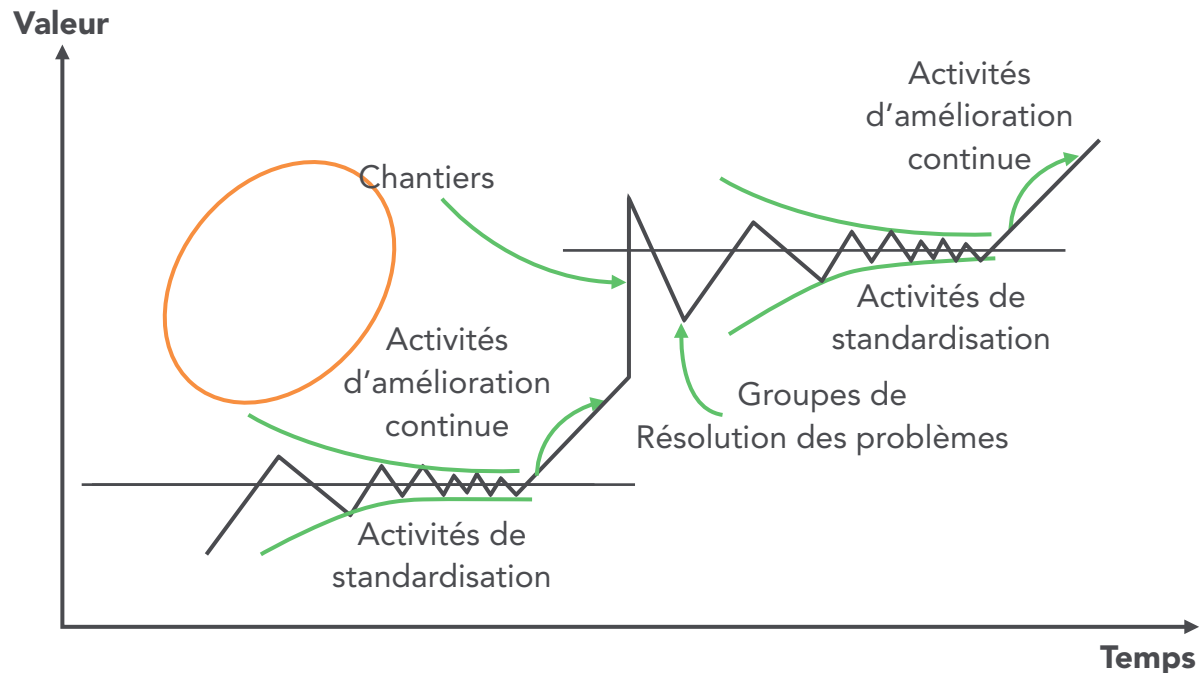 Valeur
Activités
d’amélioration
continue
Chantiers
Activités de
standardisation
Activités
d’amélioration
continue
Groupes de
Résolution des problèmes
Activités de
standardisation
Temps